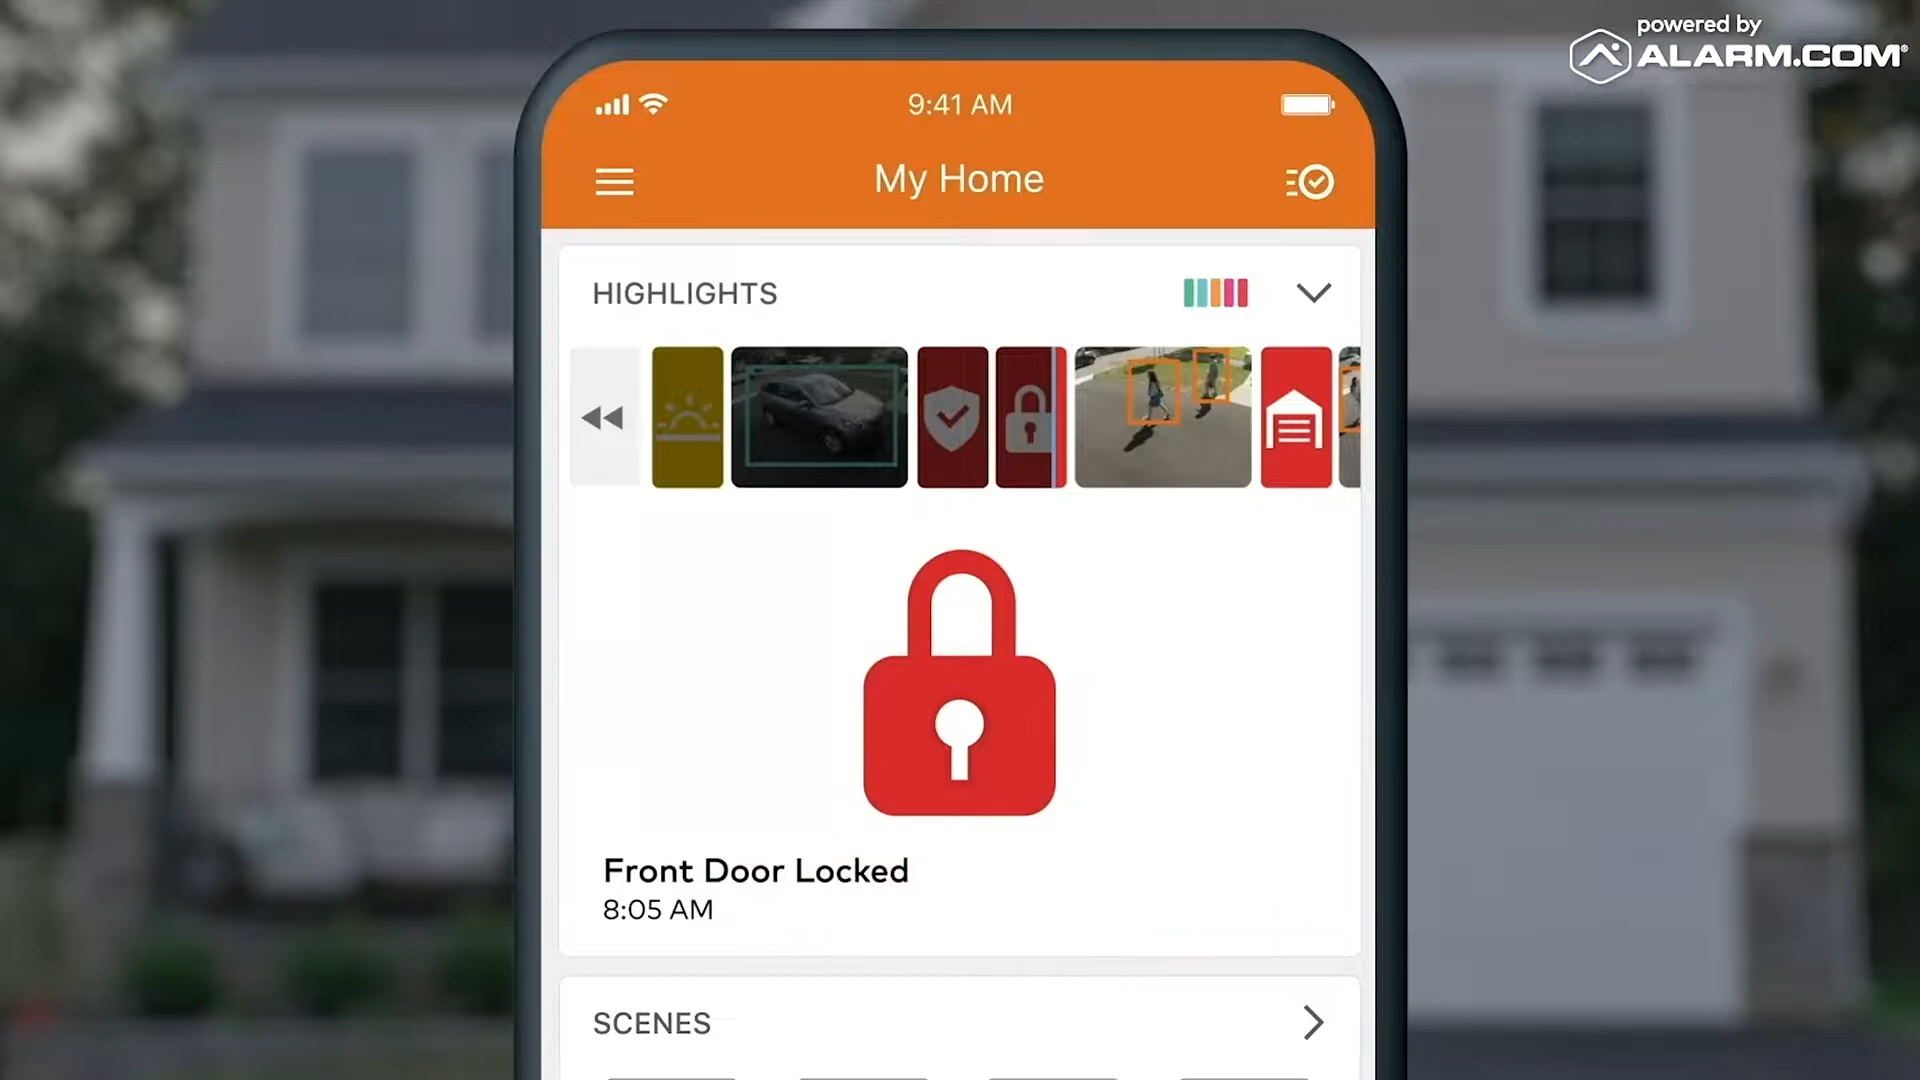 powered by
ALARM.COM®
9:41 AM
My Home
HIGHLIGHTS
Front Door Locked
8:05 AM
SCENES